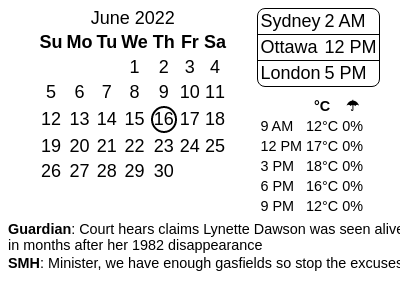 June 2022
Su Mo Tu We Th Fr Sa
1 2 3 4
5 6 7 8 9 10 11
12 13 14 15 16 17 18
19 20 21 22 23 24 25
26 27 28 29 30
Sydney 2 AM
Ottawa 12 PM
London 5 PM
°C ☂
9 AM 12°C 0%
12 PM 17°C 0%
3 PM 18°C 0%
6 PM 16°C 0%
9 PM 12°C 0%
Guardian: Court hears claims Lynette Dawson was seen alive
in months after her 1982 disappearance
SMH: Minister, we have enough gasfields so stop the excuses